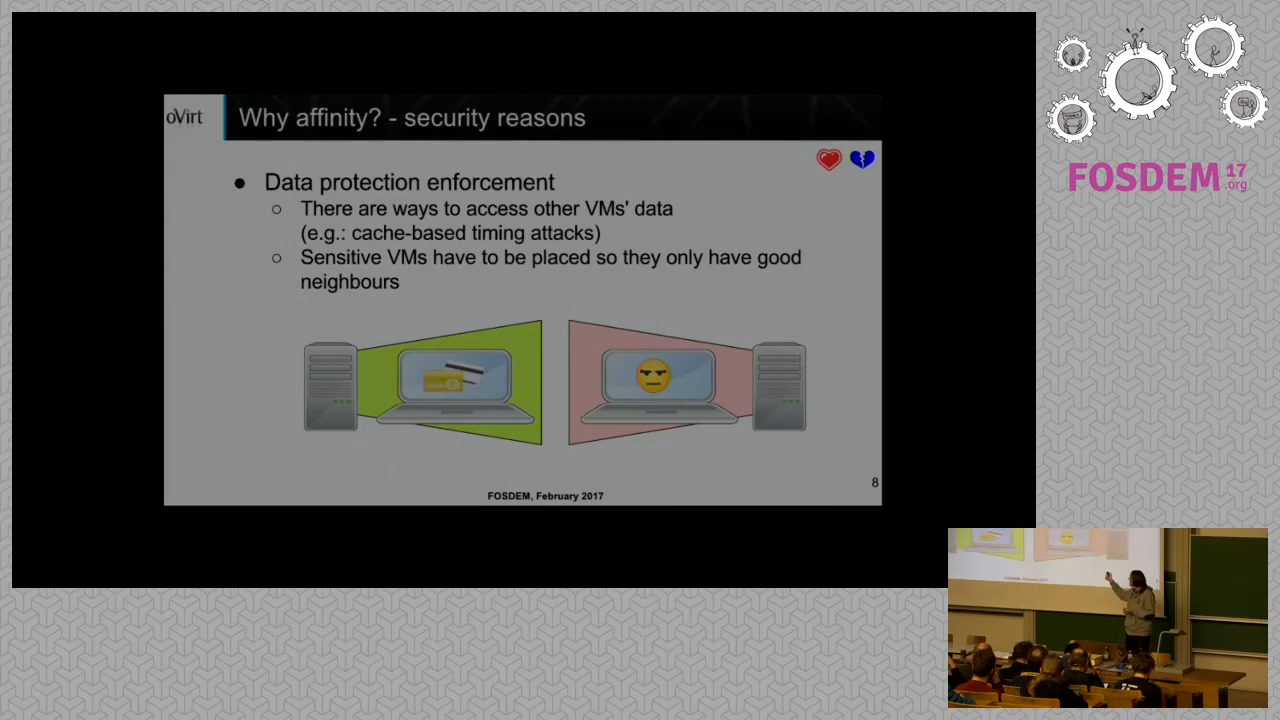 oVirt
Why affinity? - security reasons
● Data protection enforcement
○ There are ways to access other VMs' data
(e.g.: cache-based timing attacks)
○ Sensitive VMs have to be placed so they only have good
neighbours
8
FOSDEM, February 2017
FOSDEM 17
.org